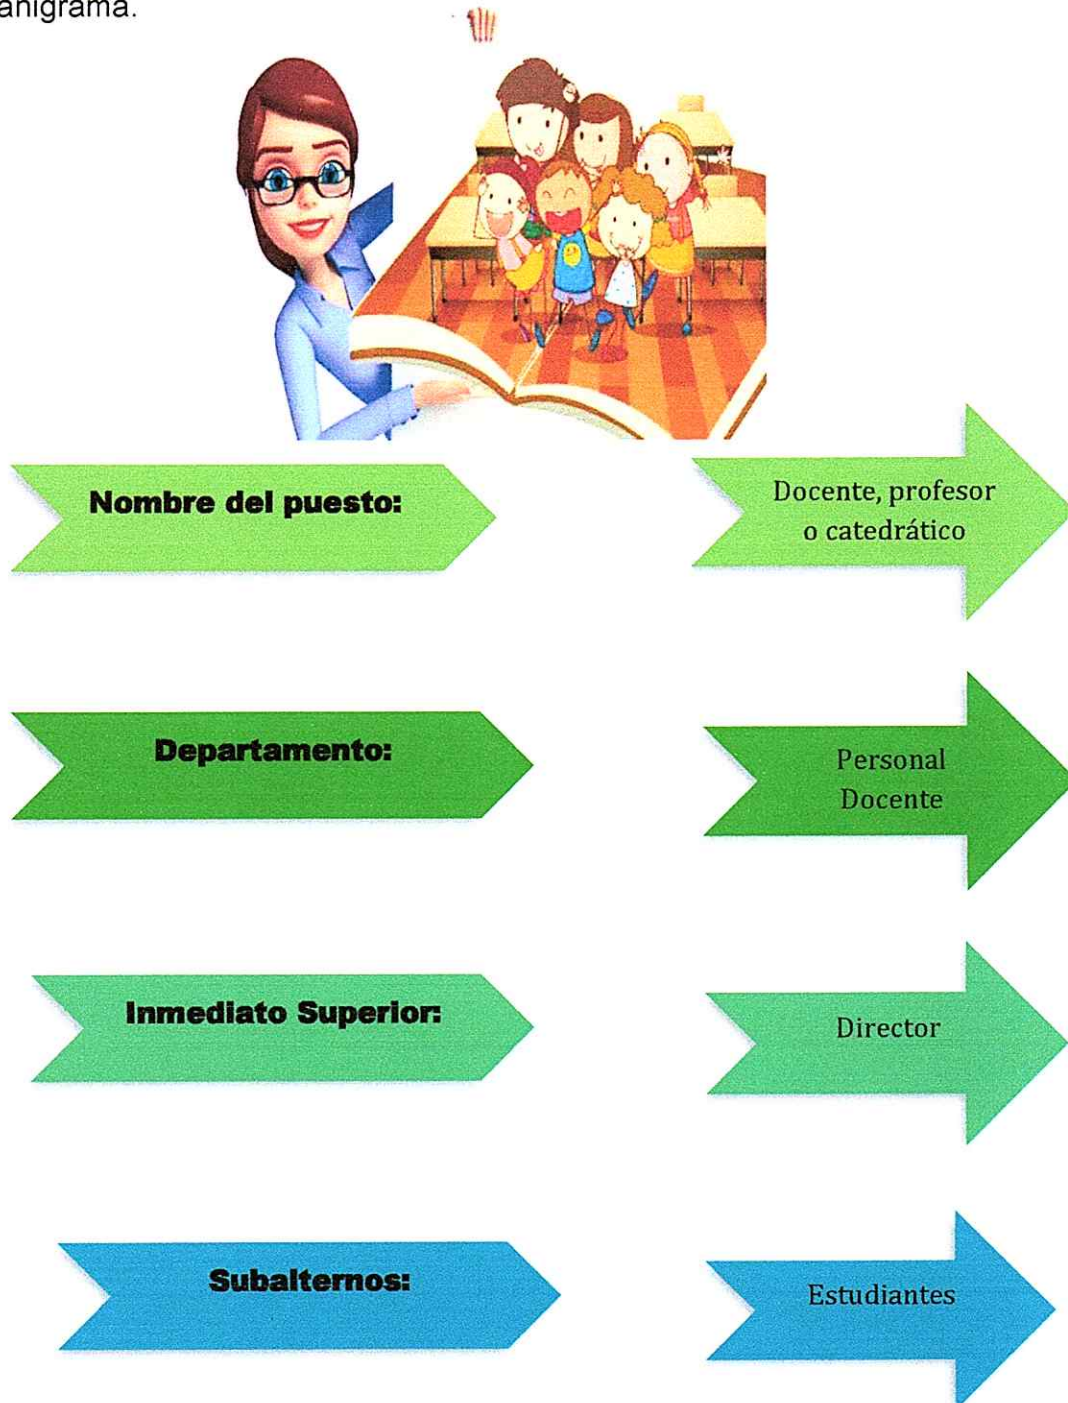 anigrama.
Nombre del puesto:
Docente, profesor
o catedrático
Departamento:
Personal
Docente
Inmediato Superior:
Director
Subalternos:
Estudiantes